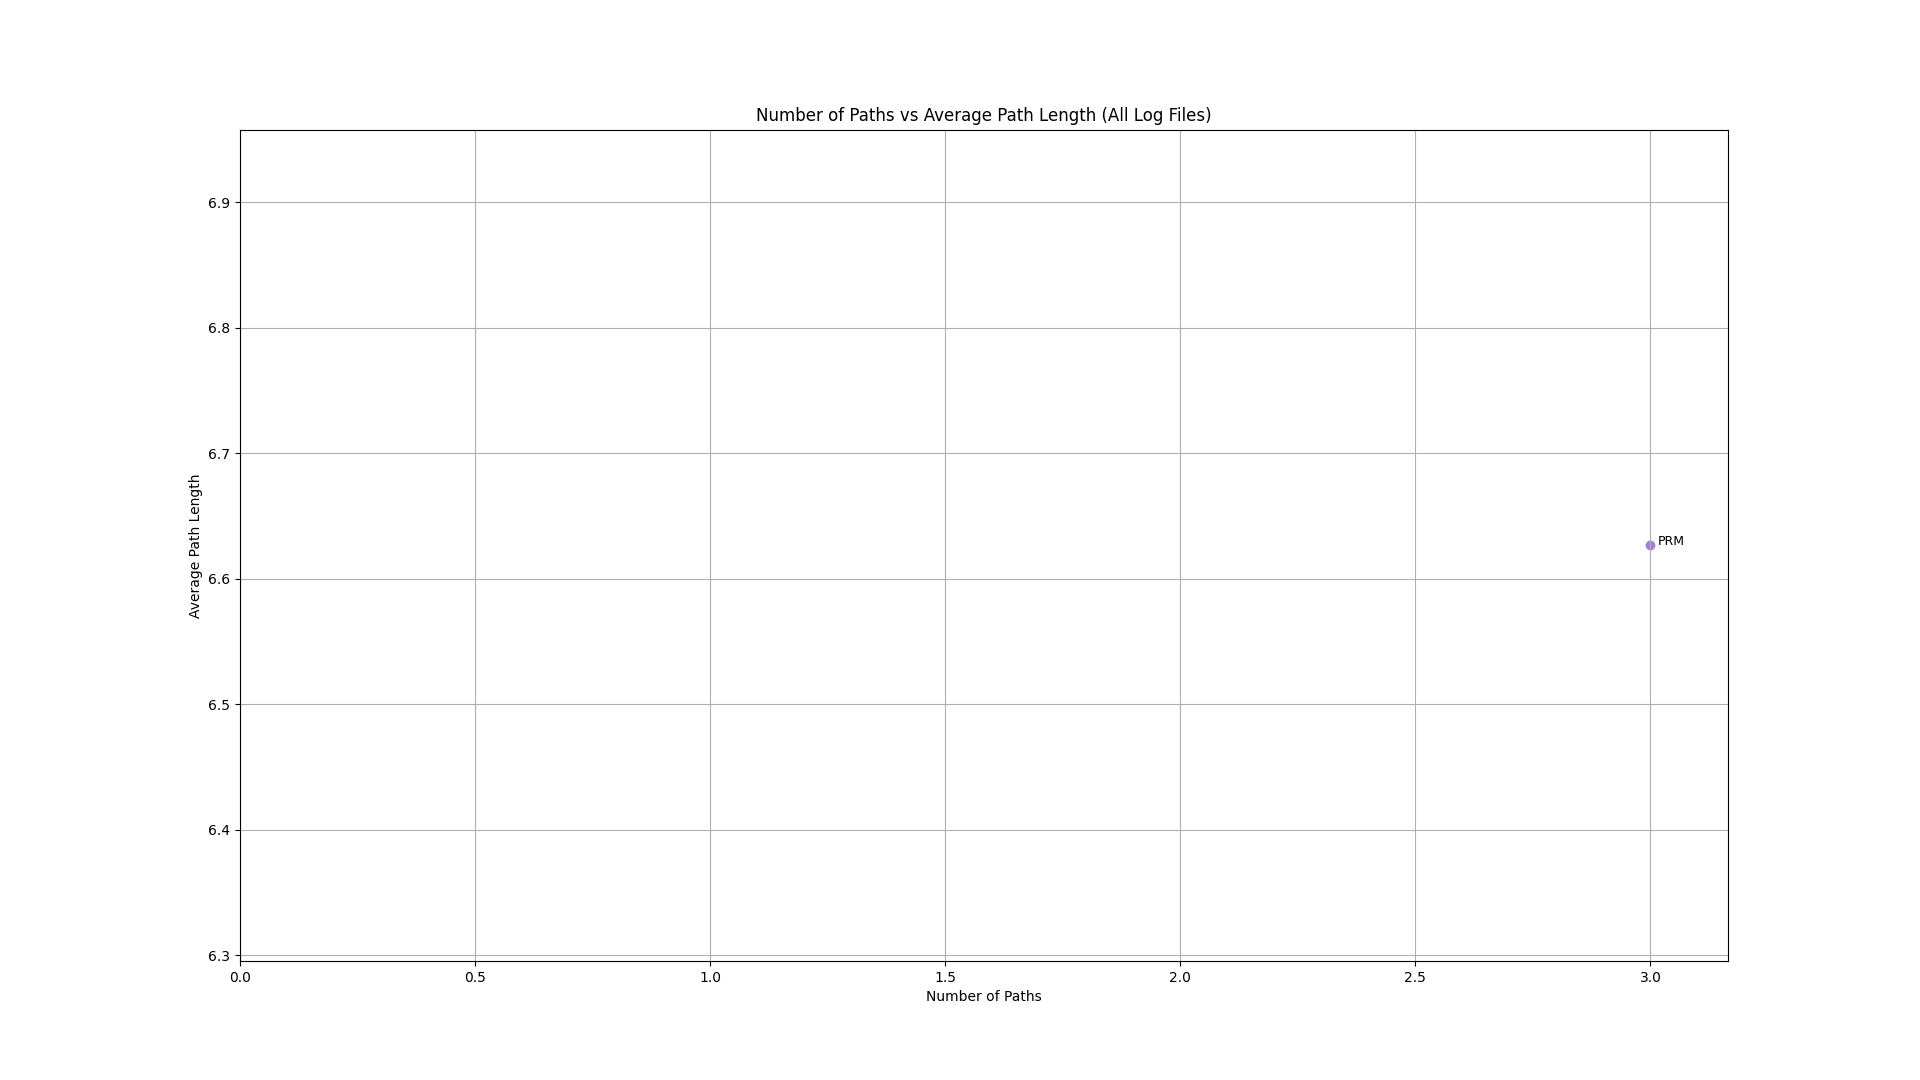 Number of Paths vs Average Path Length (All Log Files)
6.9
6.8
6.7
6.6
6.5
6.4
6.3
Average Path Length
PRM
0.0 0.5 1.0 1.5 2.0 2.5 3.0
Number of Paths